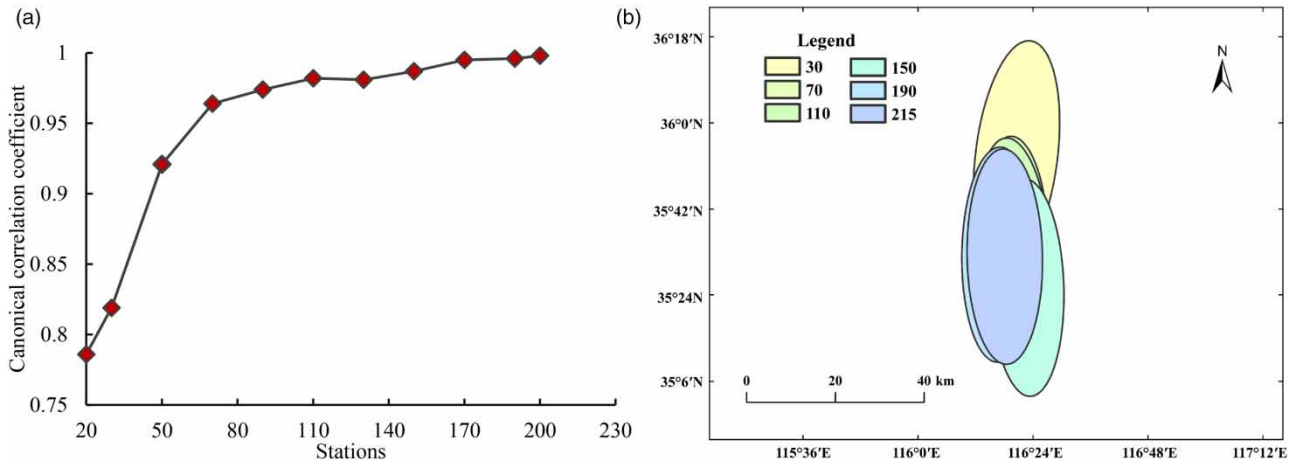 (a)
Canonical correlation coefficient
1
0.95
0.9
0.85
0.8
0.75
20 50 80 110 140 170 200 230
Stations
(b)
36°18′N
36°0′N
35°42′N
35°24′N
35°6′N
Legend
30 150
70 190
110 215
N
0 20 40 km
115°36′E 116°0′E 116°24′E 116°48′E 117°12′E